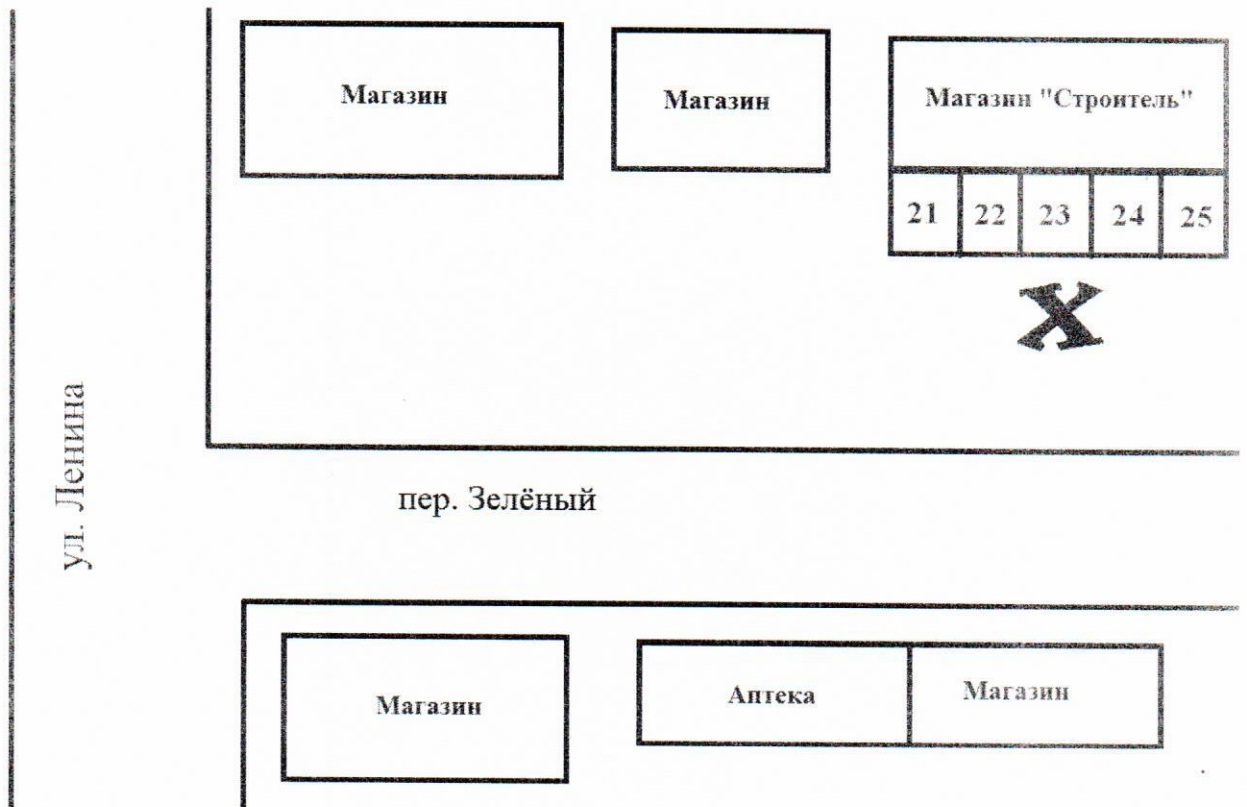 Магазин
Магазин
Магазин "Строитель"
21 22 23 24 25
X
ул. Ленина
пер. Зелёный
Магазин
Аптека
Магазин